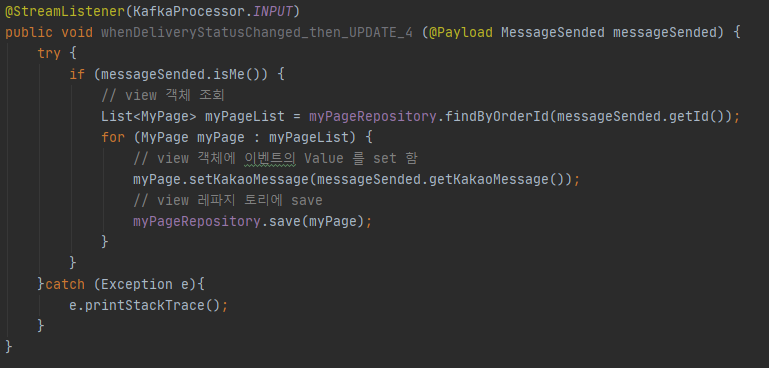 @StreamListener(KafkaProcessor.INPUT)
public void whenDeliveryStatusChanged_then_UPDATE_4 (@Payload MessageSended messageSended) {
    try {
        if (messageSended.isMe()) {
            // view 객체 조회
            List<MyPage> myPageList = myPageRepository.findByOrderId(messageSended.getId());
            for (MyPage myPage : myPageList) {
                // view 객체에 이벤트의 Value 를 set 함
                myPage.setKakaoMessage(messageSended.getKakaoMessage());
                // view 레파지 토리에 save
                myPageRepository.save(myPage);
            }
        }
    }catch (Exception e){
        e.printStackTrace();
    }
}